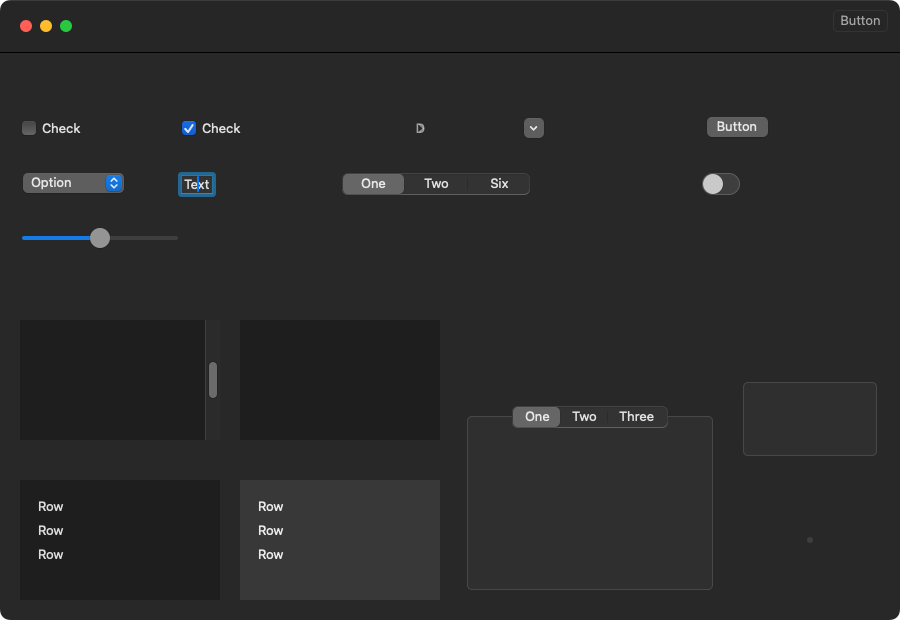 Button
Check
Check
D
Button
Option
Text
One
Two
Six
One
Two
Three
Row
Row
Row
Row
Row
Row